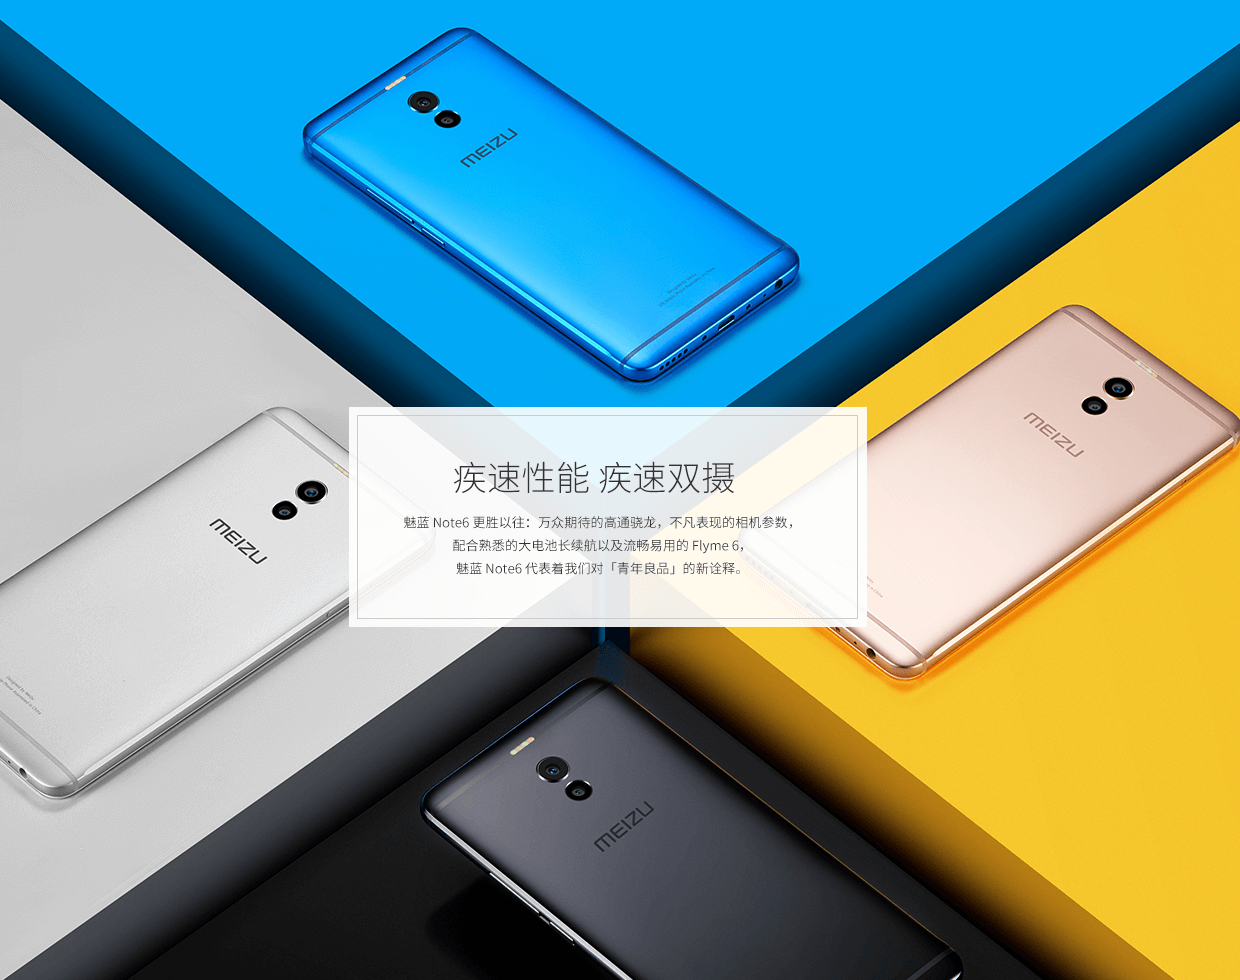 MEIZU
疾速性能 疾速双摄
魅蓝 Note6 更胜以往：万众期待的高通骁龙，不凡表现的相机参数，
配合熟悉的大电池长续航以及流畅易用的 Flyme 6，
魅蓝 Note6 代表着我们对「青年良品」的新诠释。
MEIZU
MEIZU
MEIZU